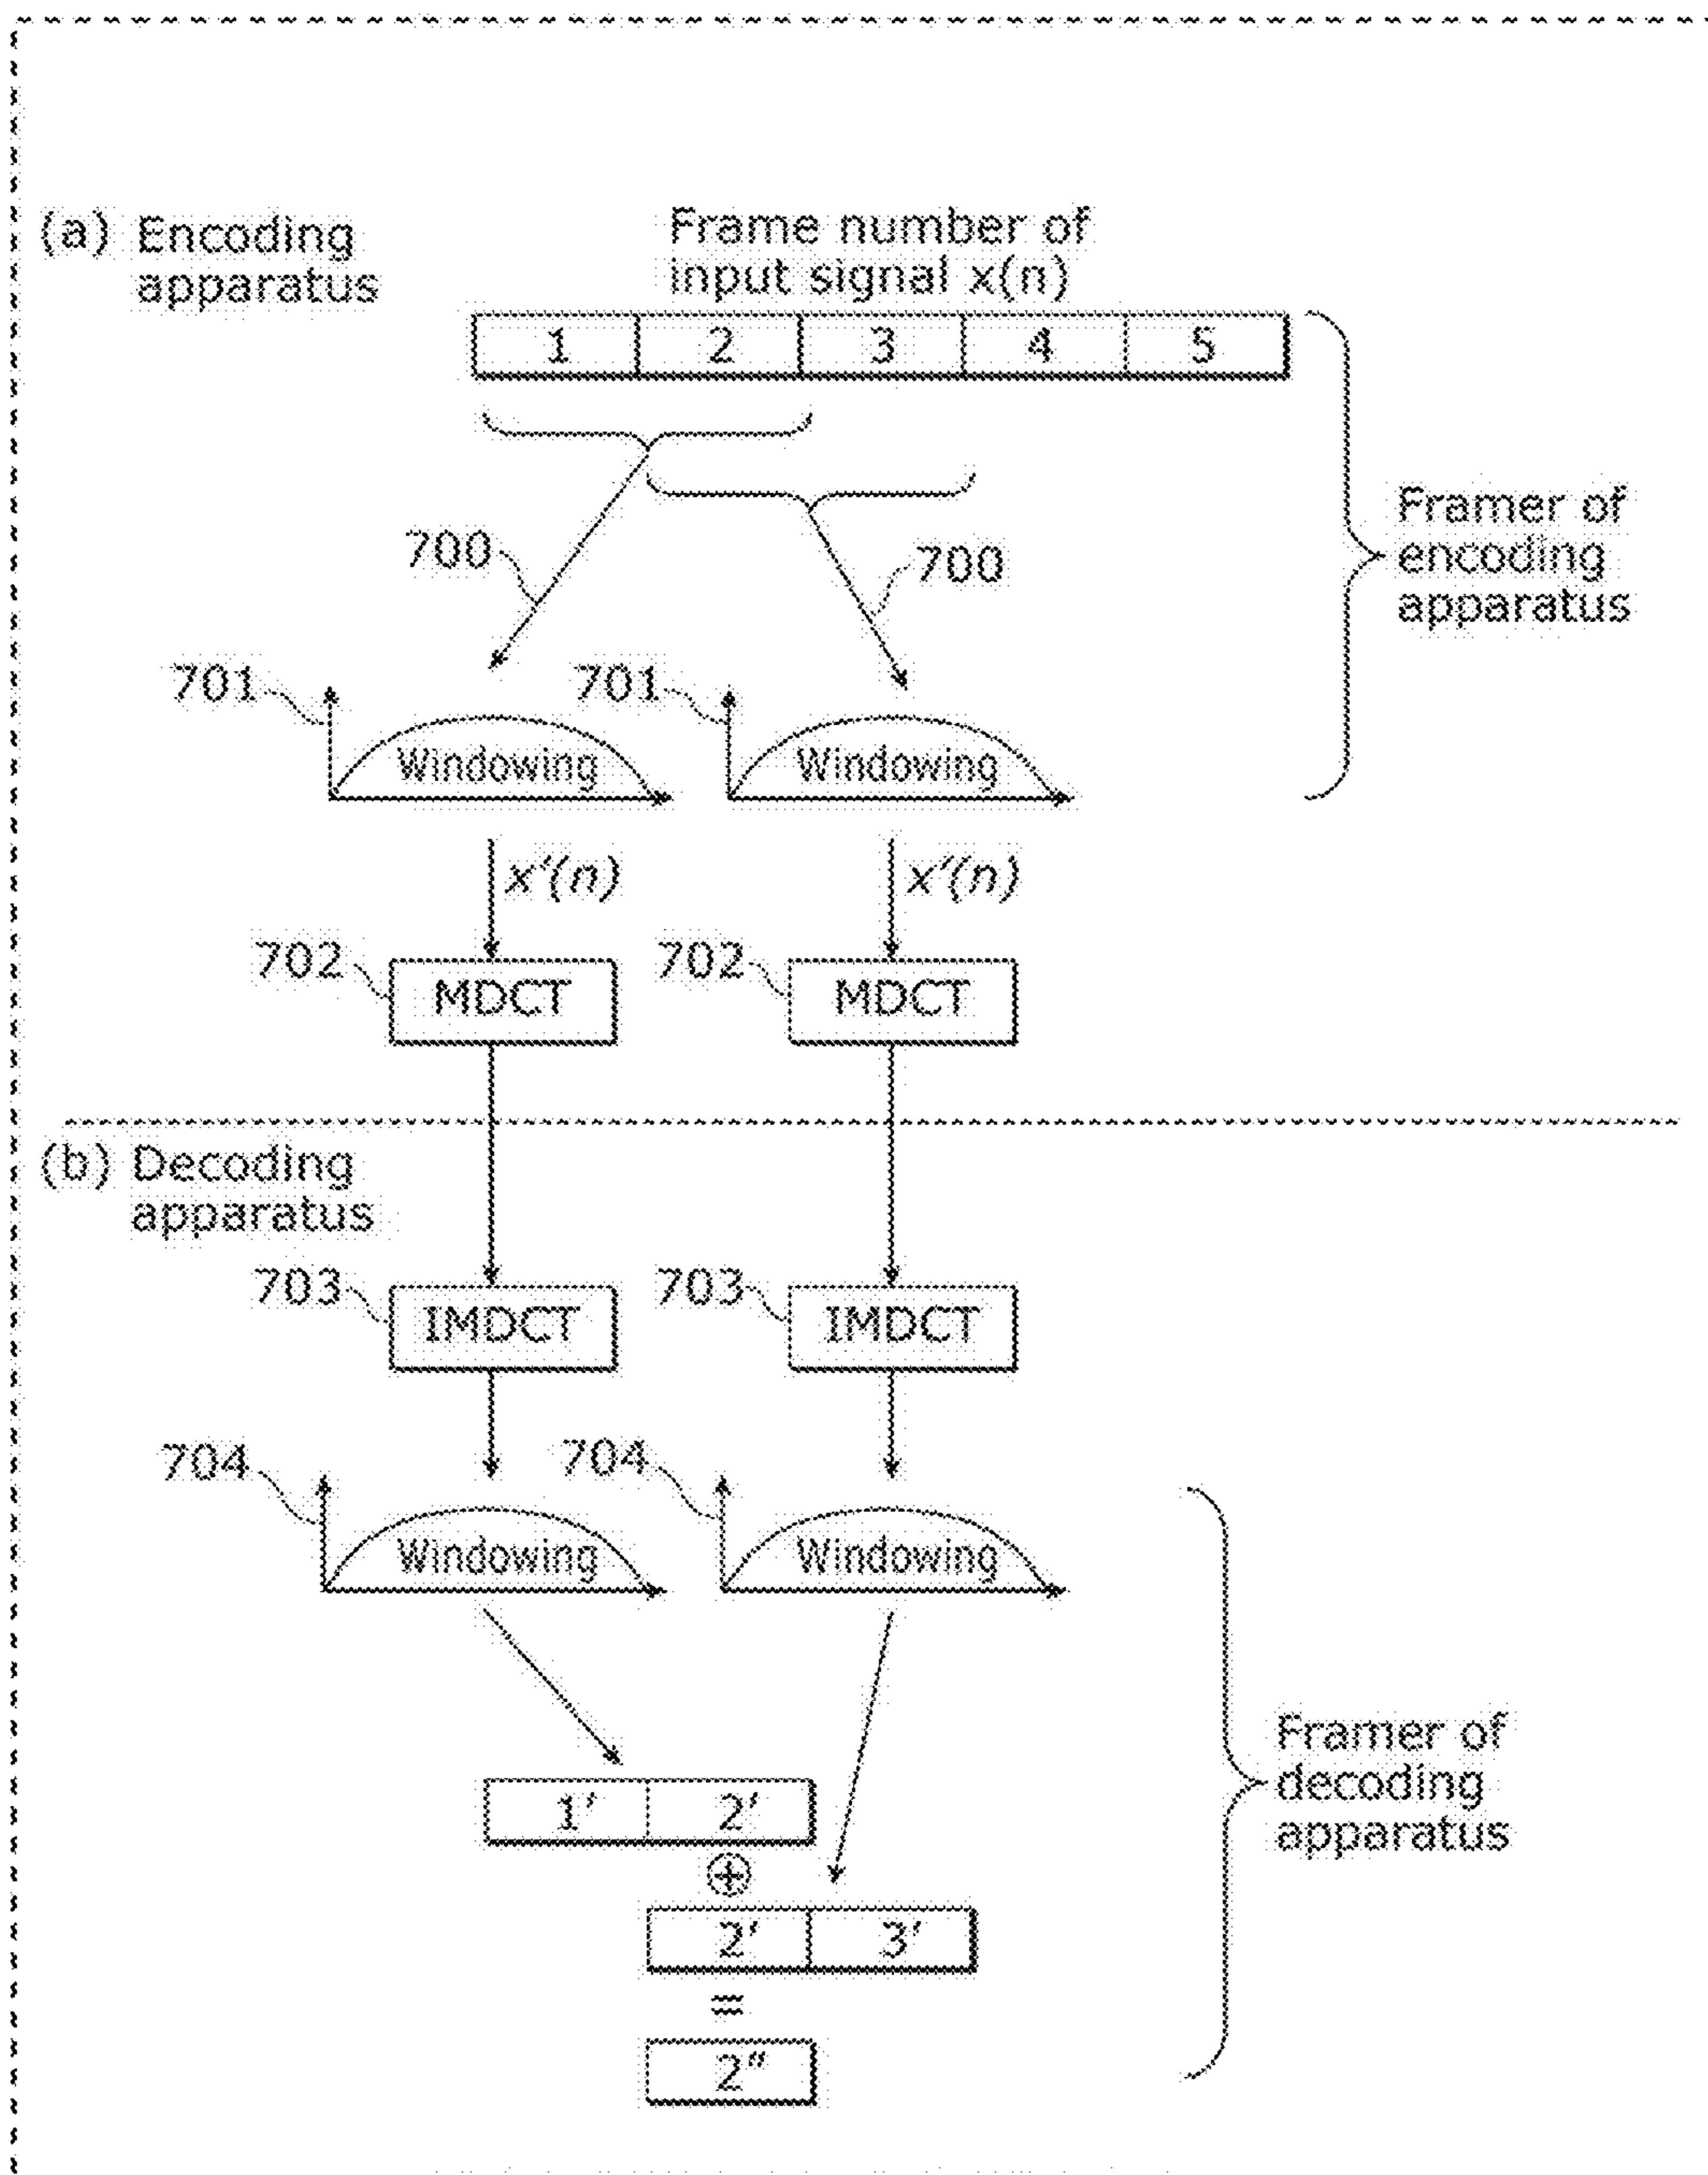 (a) Encoding
apparatus
Frame number of
input signal x(n)
1 2 3 4 5
700
700
Framer of
encoding
apparatus
701
701
Windowing
Windowing
x'(n)
x'(n)
702
702
MDCT
MDCT
(b) Decoding
apparatus
703
703
IMDCT
IMDCT
704
704
Windowing
Windowing
Framer of
decoding
apparatus
1' 2'
⊕
2' 3'
=
2"